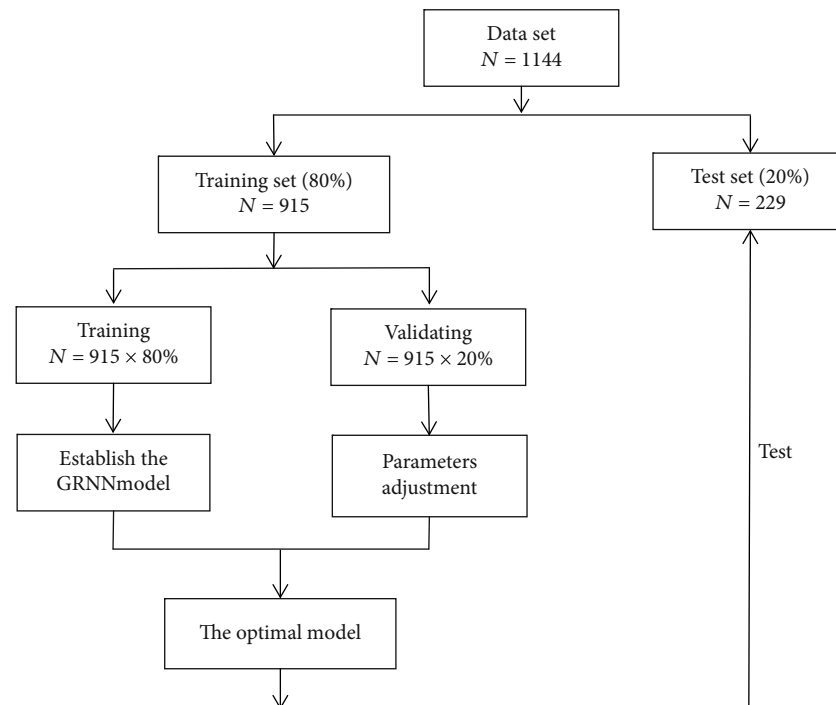 Data set
N = 1144
Training set (80%)
N = 915
Test set (20%)
N = 229
Training
N = 915 × 80%
Validating
N = 915 × 20%
Establish the
GRNNmodel
Parameters
adjustment
Test
The optimal model